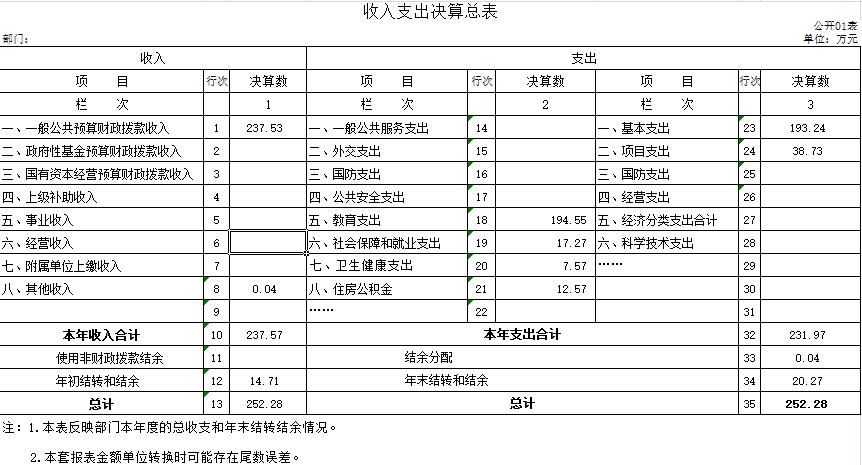 收入支出决算总表
公开01表
部门： 单位：万元
收入 支出
项 目 行次 决算数 项 目 行次 决算数 项 目 行次 决算数
栏 次 1 栏 次 2 栏 次 3
一、一般公共预算财政拨款收入 1 237.53 一、一般公共服务支出 14 一、基本支出 23 193.24
二、政府性基金预算财政拨款收入 2 二、外交支出 15 二、项目支出 24 38.73
三、国有资本经营预算财政拨款收入 3 三、国防支出 16 三、国防支出 25
四、上级补助收入 4 四、公共安全支出 17 四、经营支出 26
五、事业收入 5 五、教育支出 18 194.55 五、经济分类支出合计 27
六、经营收入 6 六、社会保障和就业支出 19 17.27 六、科学技术支出 28
七、附属单位上缴收入 7 七、卫生健康支出 20 7.57 …… 29
八、其他收入 8 0.04 八、住房公积金 21 12.57 30
9 …… 22 31
本年收入合计 10 237.57 本年支出合计 32 231.97
使用非财政拨款结余 11 结余分配 33 0.04
年初结转和结余 12 14.71 年末结转和结余 34 20.27
总计 13 252.28 总计 35 252.28
注：1.本表反映部门本年度的总收支和年末结转结余情况。
2.本套报表金额单位转换时可能存在尾数误差。